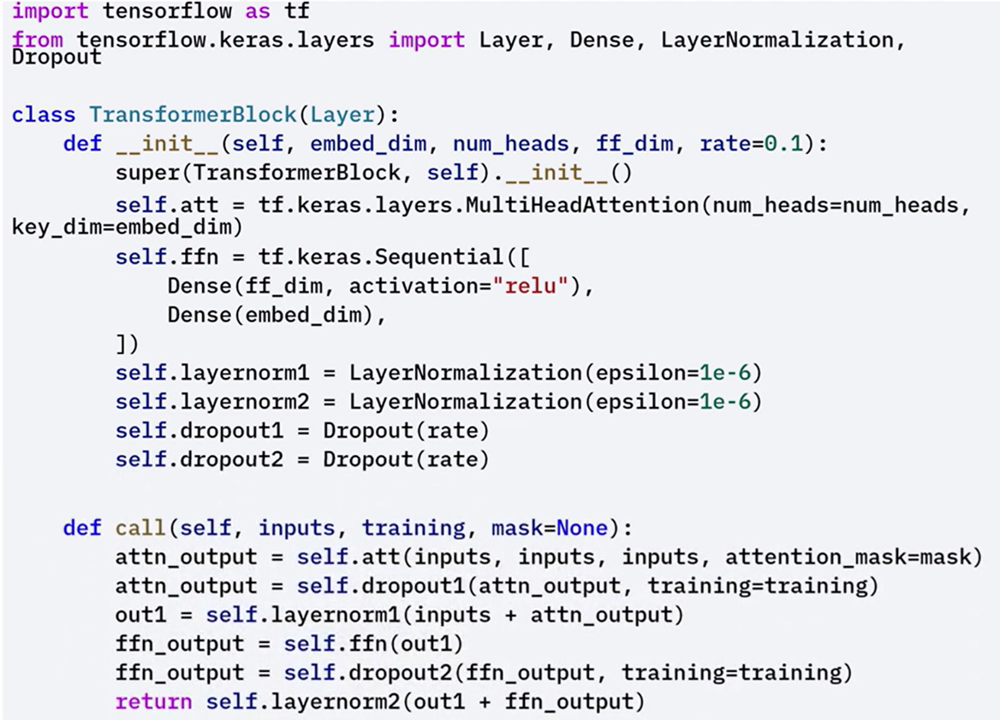 import tensorflow as tf
from tensorflow.keras.layers import Layer, Dense, LayerNormalization,
Dropout

class TransformerBlock(Layer):
    def __init__(self, embed_dim, num_heads, ff_dim, rate=0.1):
        super(TransformerBlock, self).__init__()
        self.att = tf.keras.layers.MultiHeadAttention(num_heads=num_heads,
key_dim=embed_dim)
        self.ffn = tf.keras.Sequential([
            Dense(ff_dim, activation="relu"),
            Dense(embed_dim),
        ])
        self.layernorm1 = LayerNormalization(epsilon=1e-6)
        self.layernorm2 = LayerNormalization(epsilon=1e-6)
        self.dropout1 = Dropout(rate)
        self.dropout2 = Dropout(rate)

    def call(self, inputs, training, mask=None):
        attn_output = self.att(inputs, inputs, inputs, attention_mask=mask)
        attn_output = self.dropout1(attn_output, training=training)
        out1 = self.layernorm1(inputs + attn_output)
        ffn_output = self.ffn(out1)
        ffn_output = self.dropout2(ffn_output, training=training)
        return self.layernorm2(out1 + ffn_output)